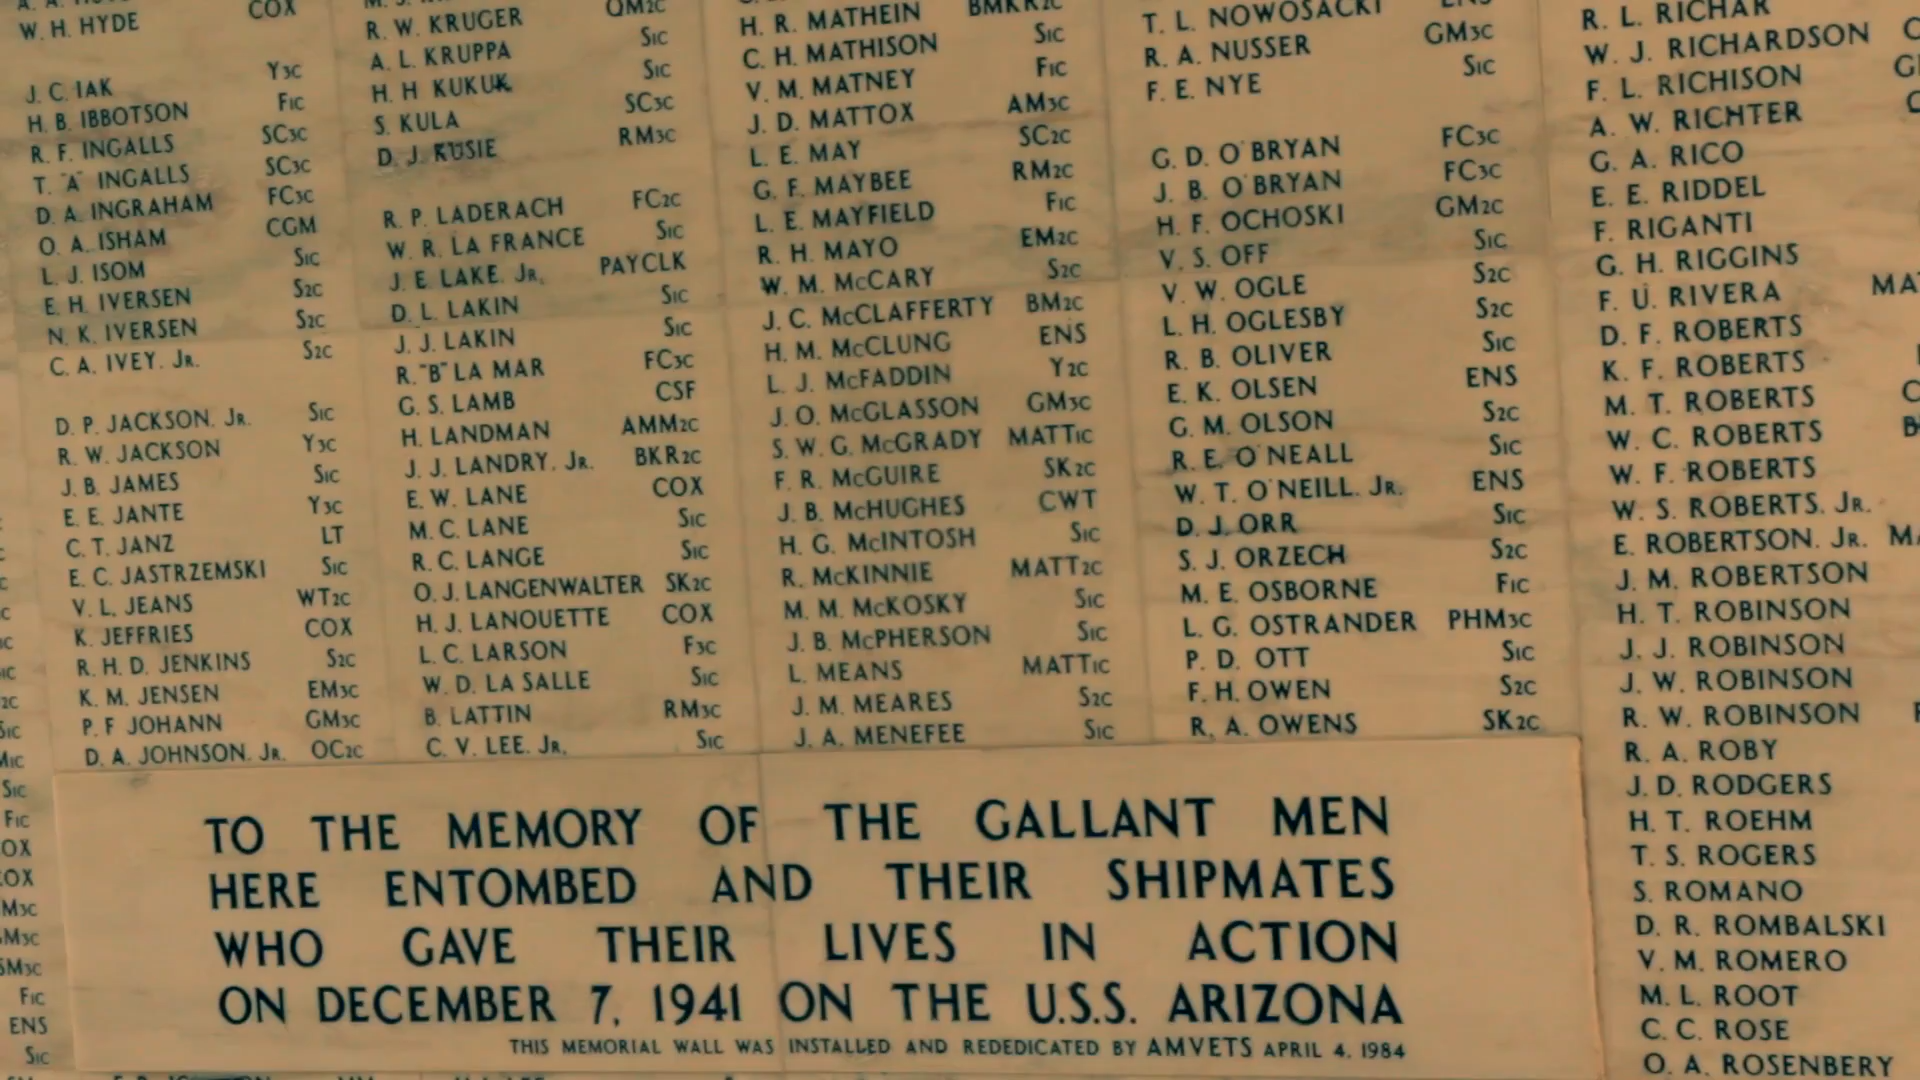 W. H. HYDE COX
J. C. IAK Y3C
H. B. IBBOTSON F1C
R. F. INGALLS SC3C
T. "A" INGALLS SC3C
D. A. INGRAHAM FC3C
O. A. ISHAM CGM
L. J. ISOM S1C
E. H. IVERSEN S2C
N. K. IVERSEN S2C
C. A. IVEY, JR. S2C
D. P. JACKSON, JR. S1C
R. W. JACKSON Y3C
J. B. JAMES S1C
E. E. JANTE Y3C
C. T. JANZ LT
E. C. JASTRZEMSKI S1C
V. L. JEANS WT2C
K. JEFFRIES COX
R. H. D. JENKINS S2C
K. M. JENSEN EM3C
P. F JOHANN GM3C
D. A. JOHNSON, JR. OC2C
R. W. KRUGER QM2C
A. L. KRUPPA S1C
H. H KUKUK S1C
S. KULA SC3C
D. J. KUSIE RM3C
R. P. LADERACH FC2C
W. R. LA FRANCE S1C
J. E LAKE, JR. PAYCLK
D. L. LAKIN S1C
J. J. LAKIN S1C
R. "B" LA MAR FC3C
G. S. LAMB CSF
H. LANDMAN AMM2C
J. J. LANDRY, JR. BKR2C
E. W. LANE COX
M. C. LANE S1C
R. C. LANGE S1C
O. J. LANGENWALTER SK2C
H. J. LANOUETTE COX
L. C. LARSON F3C
W. D. LA SALLE S1C
B. LATTIN RM3C
C. V. LEE, JR. S1C
H. R. MATHEIN BMKR2C
C. H. MATHISON S1C
V. M. MATNEY F1C
J. D. MATTOX AM3C
L. E. MAY SC2C
G. F. MAYBEE RM2C
L. E. MAYFIELD F1C
R. H. MAYO EM2C
W. M. McCARY S2C
J. C. McCLAFFERTY BM2C
H. M. McCLUNG ENS
L. J. McFADDIN Y2C
J. O. McGLASSON GM3C
S. W. G. McGRADY MATT1C
F. R. McGUIRE SK2C
J. B. McHUGHES CWT
H. G. McINTOSH S1C
R. McKINNIE MATT2C
M. M. McKOSKY S1C
J. B. McPHERSON S1C
L. MEANS MATT1C
J. M. MEARES S2C
J. A. MENEFEE S1C
T. L. NOWOSACKI ENS
R. A. NUSSER GM3C
F. E. NYE S1C
G. D. O'BRYAN FC3C
J. B. O'BRYAN FC3C
H. F. OCHOSKI GM2C
V. S. OFF S1C
V. W. OGLE S2C
L. H. OGLESBY S2C
R. B. OLIVER S1C
E. K. OLSEN ENS
G. M. OLSON S2C
R. E. O'NEALL S1C
W. T. O'NEILL, JR. ENS
D. J. ORR S1C
S. J. ORZECH S2C
M. E. OSBORNE F1C
L. G. OSTRANDER PHM3C
P. D. OTT S1C
F. H. OWEN S2C
R. A. OWENS SK2C
R. L. RICHAR
W. J. RICHARDSON
F. L. RICHISON
A. W. RICHTER
G. A. RICO
E. E. RIDDEL
F. RIGANTI
G. H. RIGGINS
F. U. RIVERA
D. F. ROBERTS
K. F. ROBERTS
M. T. ROBERTS
W. C. ROBERTS
W. F. ROBERTS
W. S. ROBERTS, JR.
E. ROBERTSON, JR.
J. M. ROBERTSON
H. T. ROBINSON
J. J. ROBINSON
J. W. ROBINSON
R. W. ROBINSON
R. A. ROBY
J. D. RODGERS
H. T. ROEHM
T. S. ROGERS
S. ROMANO
D. R. ROMBALSKI
V. M. ROMERO
M. L. ROOT
C. C. ROSE
O. A. ROSENBERY
S1C
F1C
ENS
S1C
TO THE MEMORY OF THE GALLANT MEN
HERE ENTOMBED AND THEIR SHIPMATES
WHO GAVE THEIR LIVES IN ACTION
ON DECEMBER 7, 1941 ON THE U.S.S. ARIZONA
THIS MEMORIAL WALL WAS INSTALLED AND REDEDICATED BY AMVETS APRIL 4, 1984